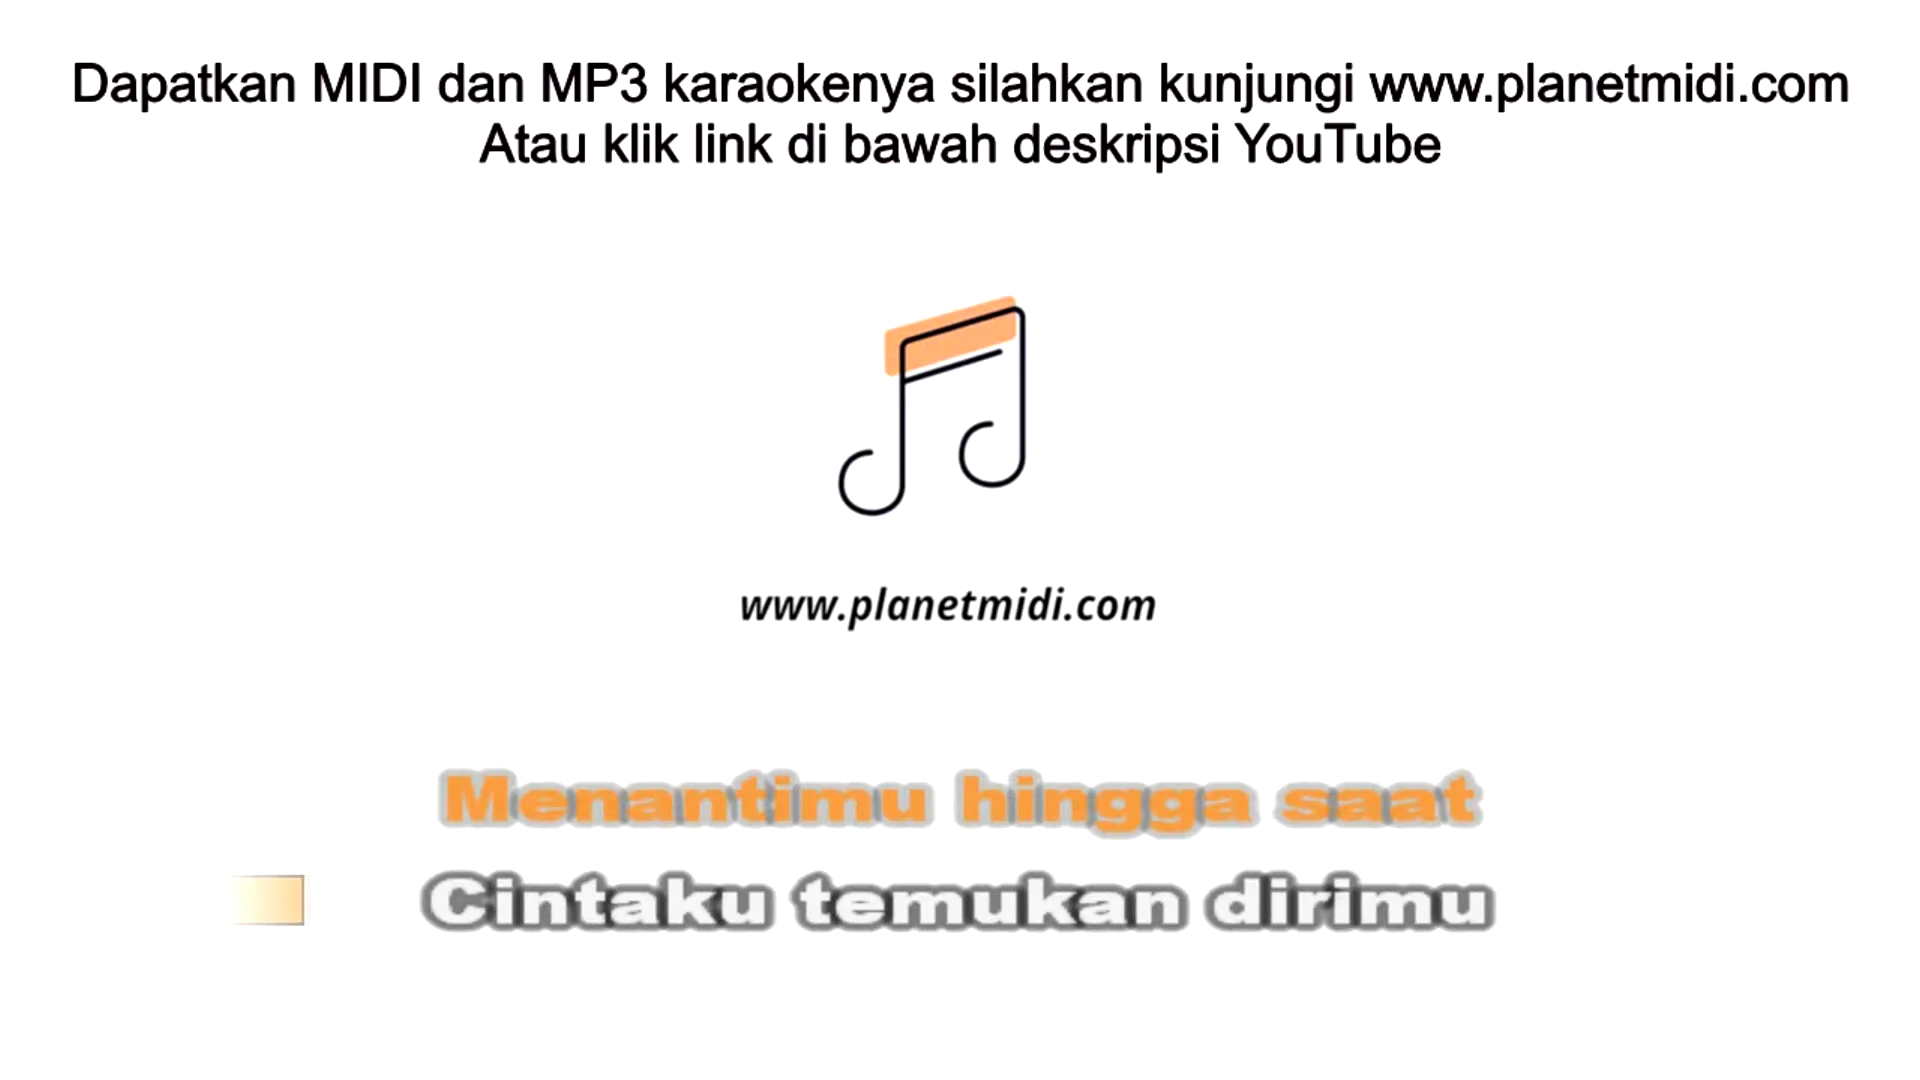 Dapatkan MIDI dan MP3 karaokenya silahkan kunjungi www.planetmidi.com
Atau klik link di bawah deskripsi YouTube
www.planetmidi.com
Menantimu hingga saat
Cintaku temukan dirimu